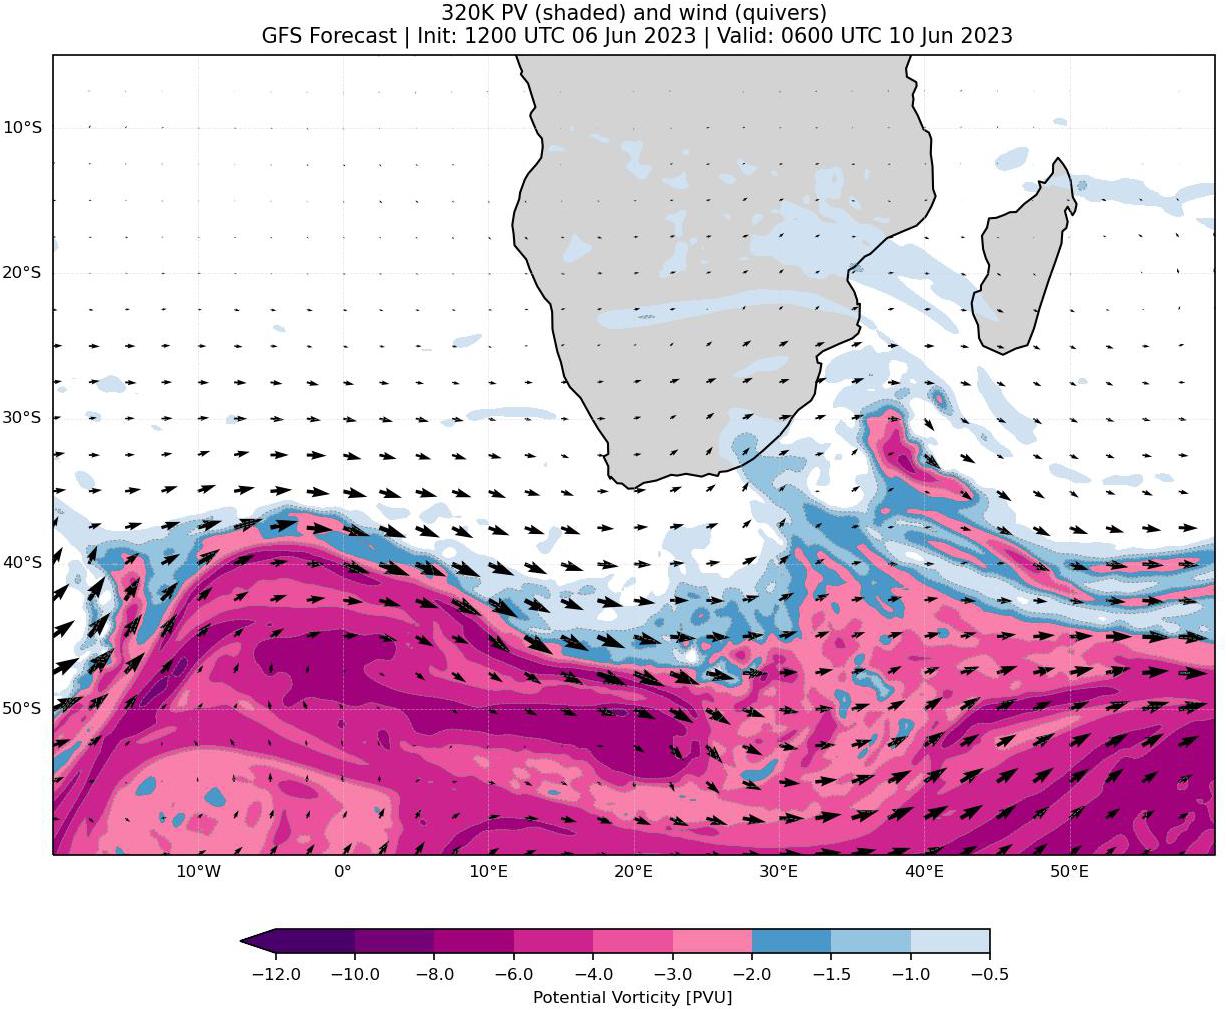 320K PV (shaded) and wind (quivers)
GFS Forecast | Init: 1200 UTC 06 Jun 2023 | Valid: 0600 UTC 10 Jun 2023
10°S
20°S
30°S
40°S
50°S
10°W 0° 10°E 20°E 30°E 40°E 50°E
−12.0 −10.0 −8.0 −6.0 −4.0 −3.0 −2.0 −1.5 −1.0 −0.5
Potential Vorticity [PVU]